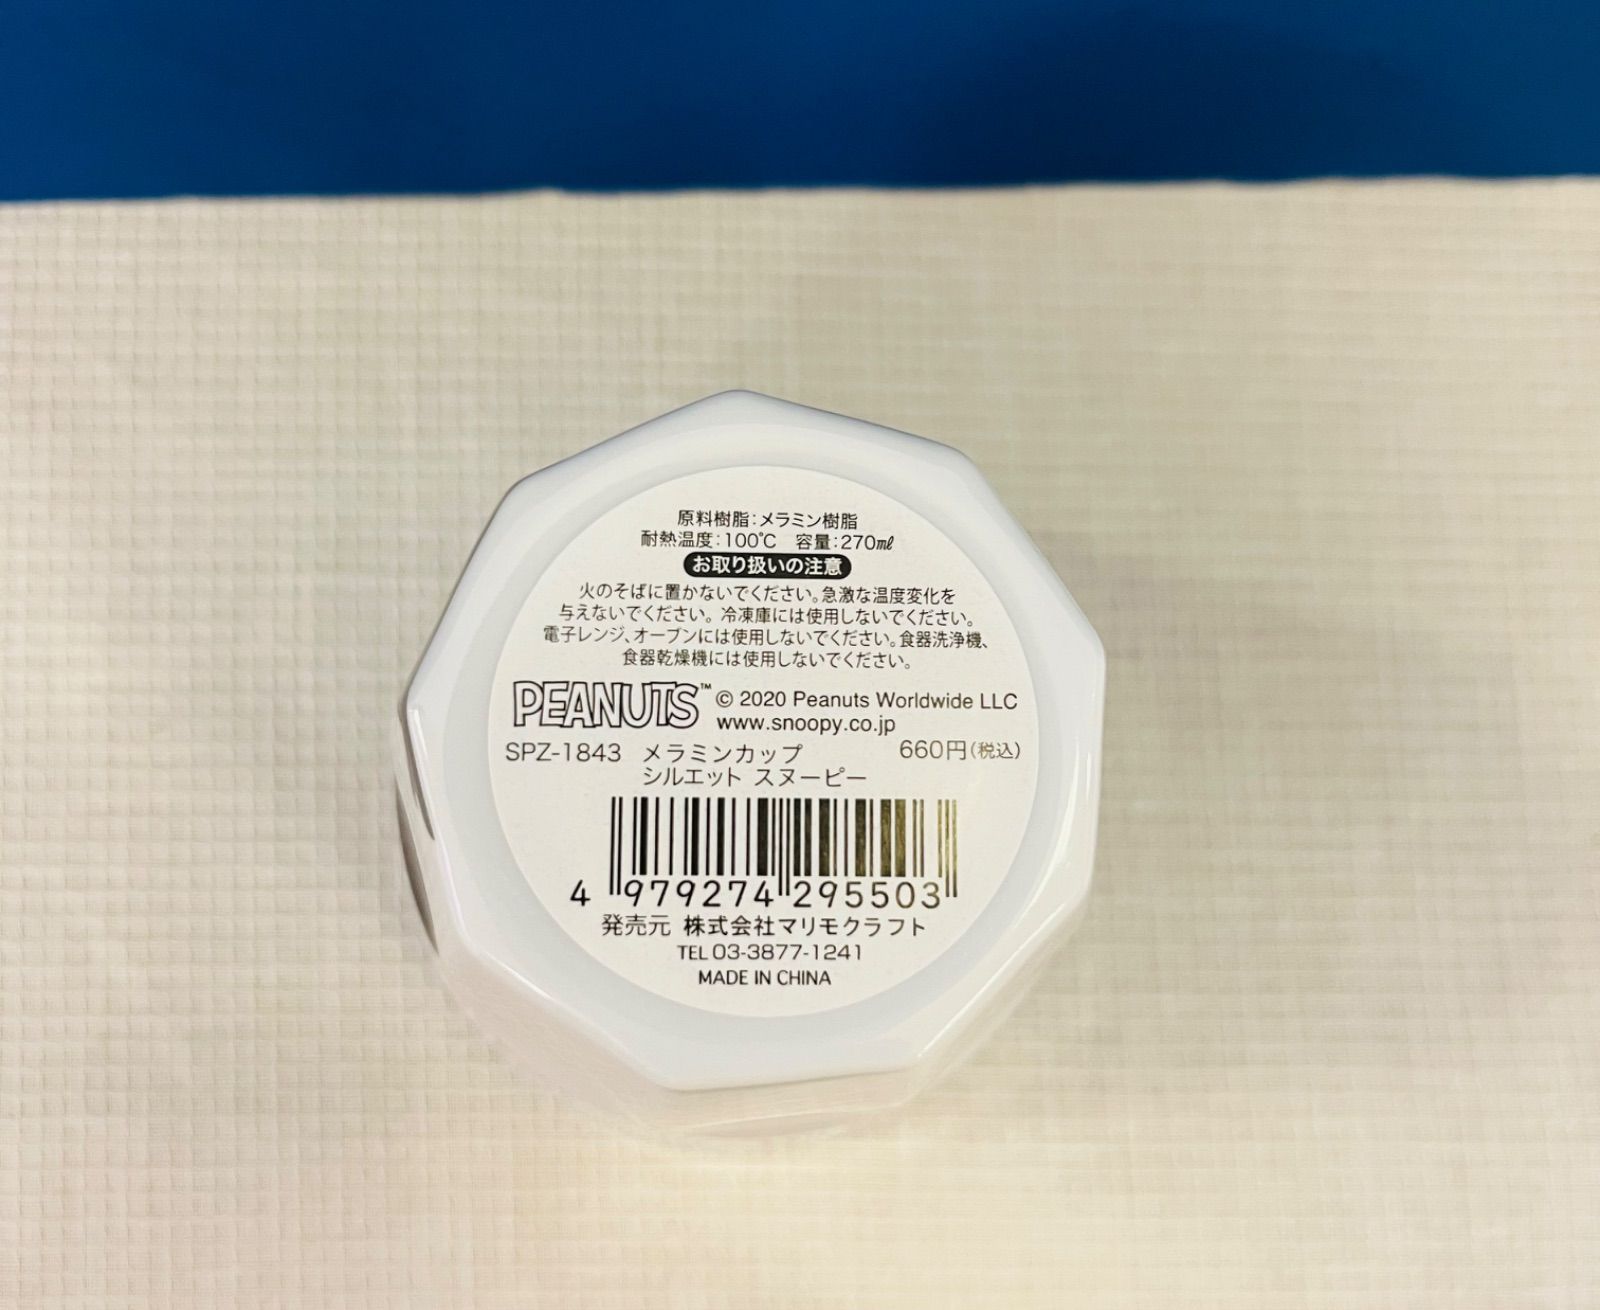 原料樹脂:メラミン樹脂
耐熱温度:100℃　容量:270㎖
お取り扱いの注意
火のそばに置かないでください。急激な温度変化を
与えないでください。冷凍庫には使用しないでください。
電子レンジ、オーブンには使用しないでください。食器洗浄機、
食器乾燥機には使用しないでください。
PEANUTS™ © 2020 Peanuts Worldwide LLC
www.snoopy.co.jp
SPZ-1843 メラミンカップ 660円(税込)
シルエット スヌーピー
4 979274 295503
発売元 株式会社マリモクラフト
TEL 03-3877-1241
MADE IN CHINA